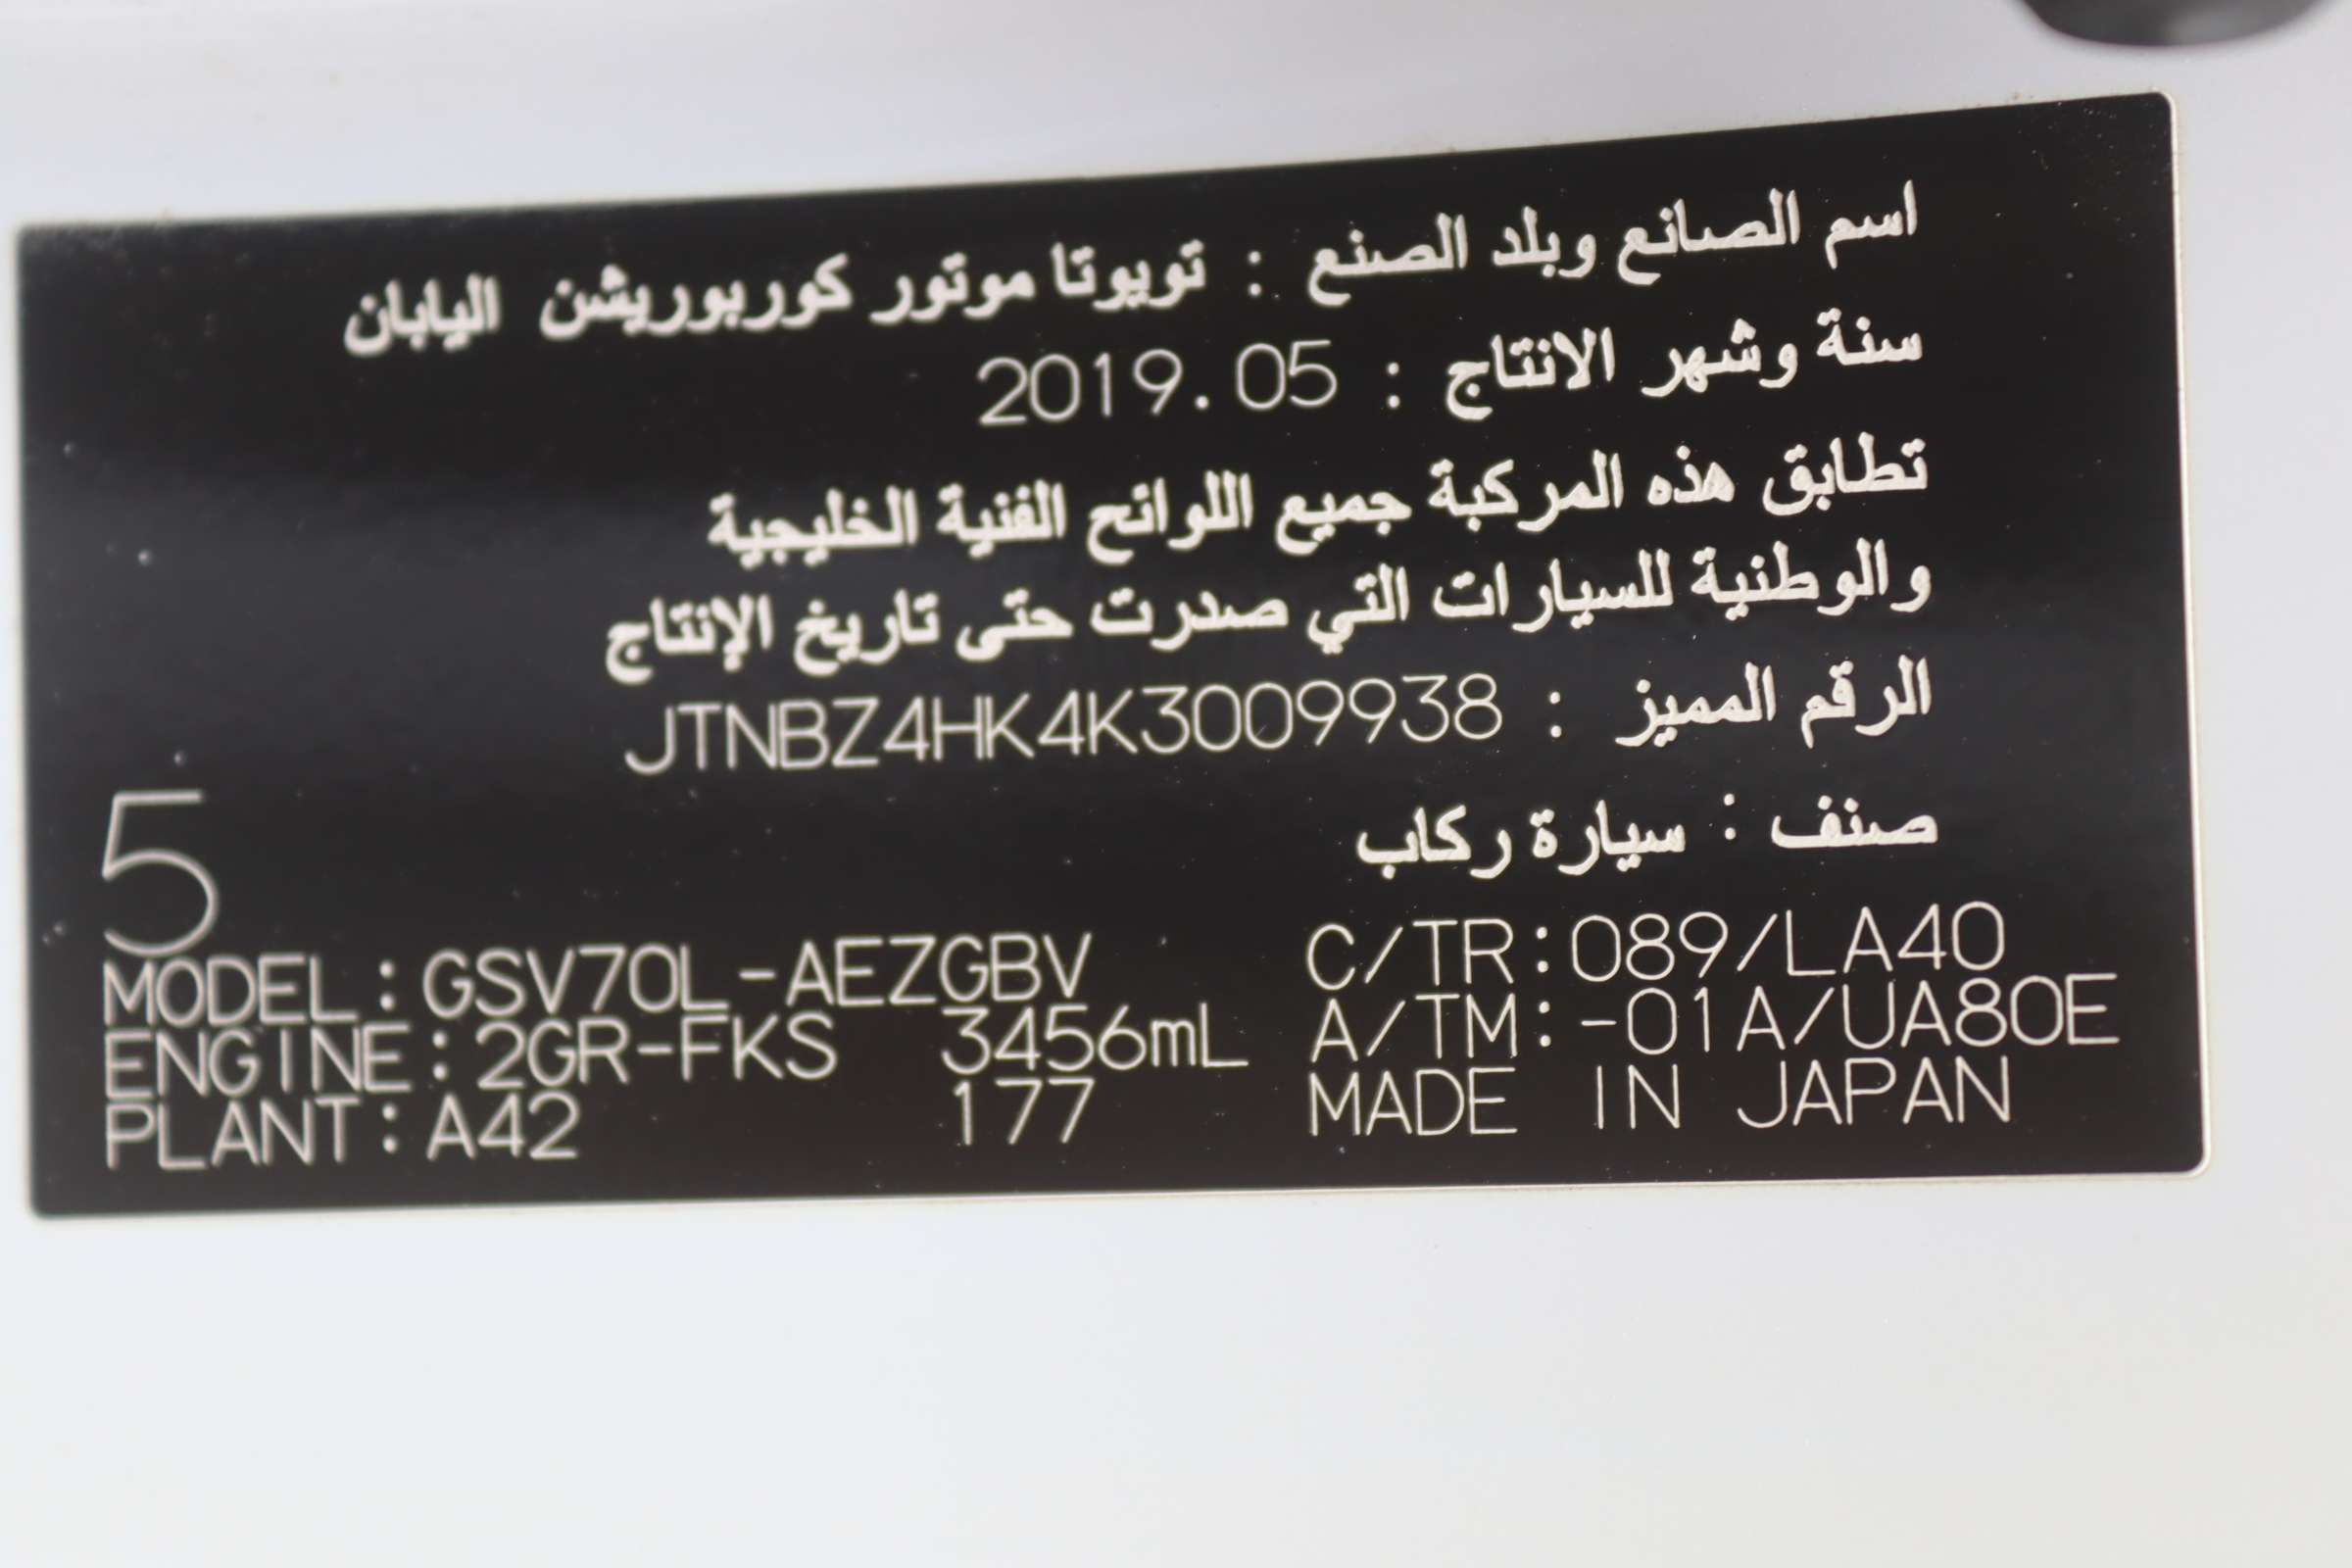 اسم الصانع وبلد الصنع : تويوتا موتور كوربوريشن اليابان
سنة وشهر الانتاج : 2019.05
تطابق هذه المركبة جميع اللوائح الفنية الخليجية
والوطنية للسيارات التي صدرت حتى تاريخ الإنتاج
الرقم المميز : JTNBZ4HK4K3009938
صنف : سيارة ركاب
5
MODEL:GSV70L-AEZGBV C/TR:089/LA40
ENGINE:2GR-FKS 3456mL A/TM:-01A/UA80E
PLANT:A42 177 MADE IN JAPAN